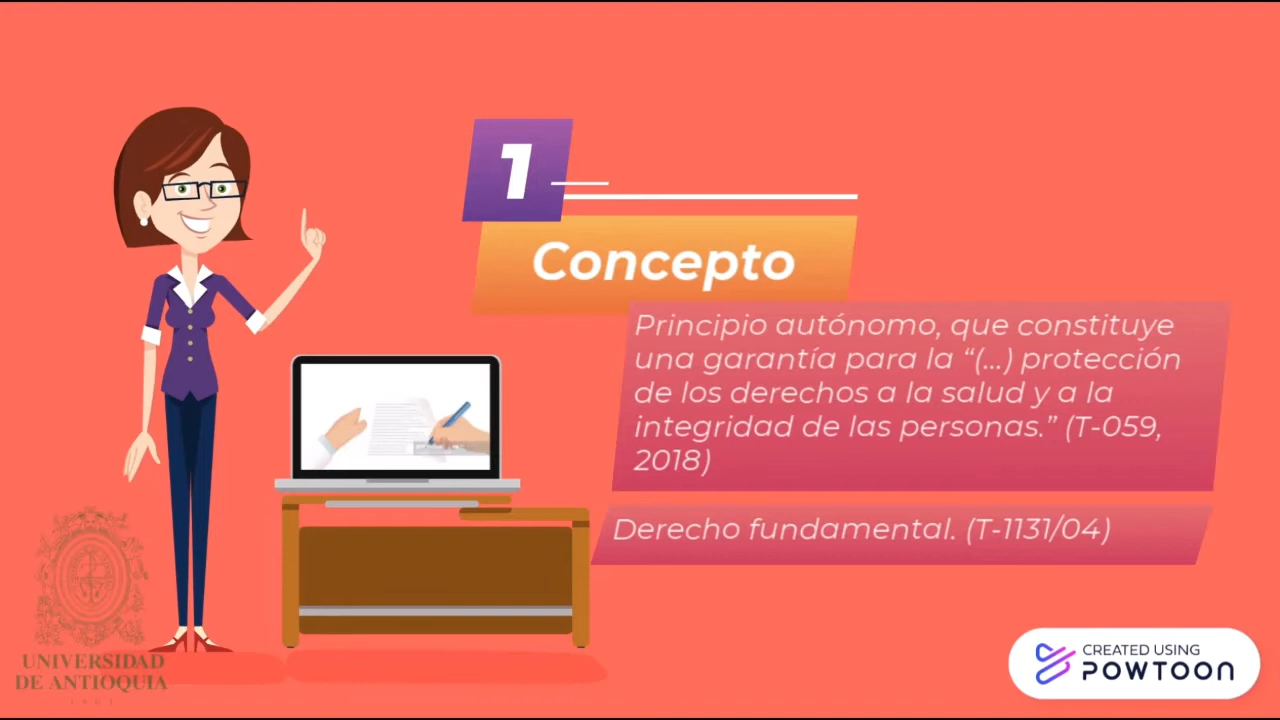 1
Concepto
Principio autónomo, que constituye
una garantía para la “(...) protección
de los derechos a la salud y a la
integridad de las personas.” (T-059,
2018)
Derecho fundamental. (T-1131/04)
UNIVERSIDAD
DE ANTIOQUIA
1803
CREATED USING
POWTOON